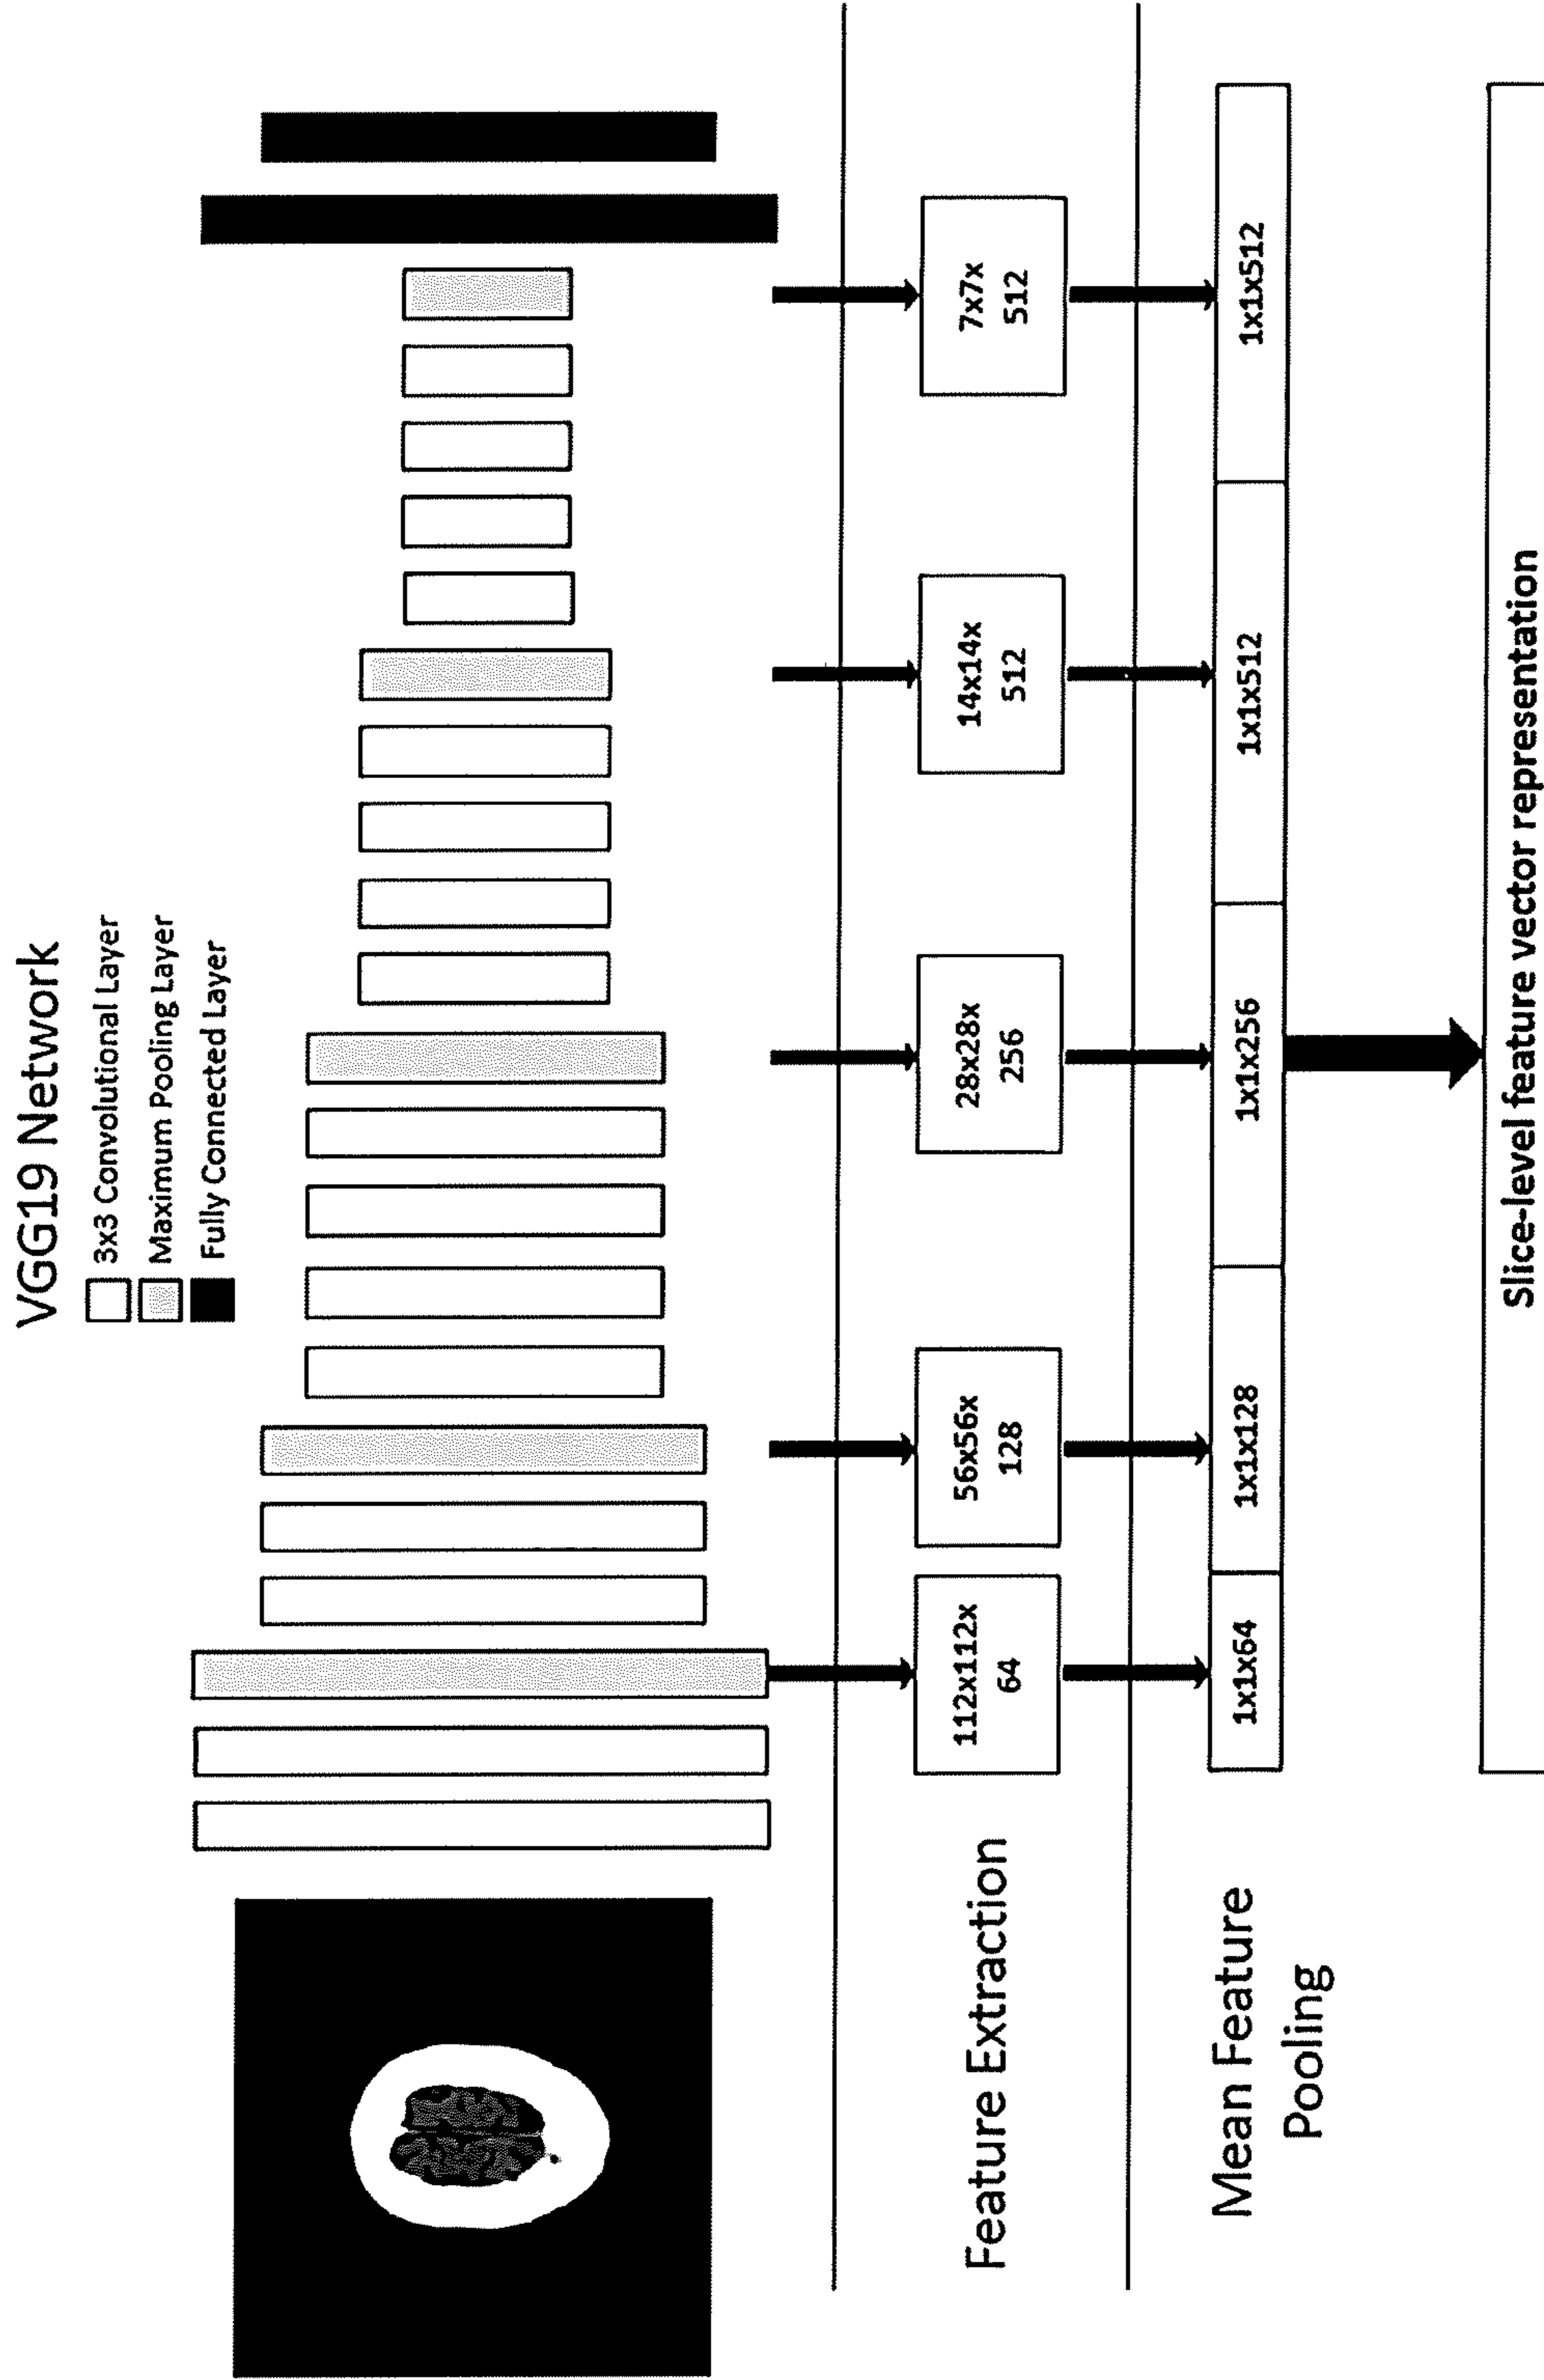 VGG19 Network
3x3 Convolutional Layer
Maximum Pooling Layer
Fully Connected Layer
Feature Extraction
112x112x
64
56x56x
128
28x28x
256
14x14x
512
7x7x
512
Mean Feature
Pooling
1x1x64
1x1x128
1x1x256
1x1x512
1x1x512
Slice-level feature vector representation